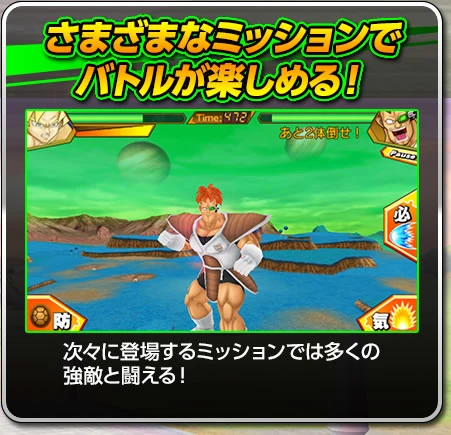 さまざまなミッションで
バトルが楽しめる！
Time: 472
あと2体倒せ！
Pause
必
防
気
次々に登場するミッションでは多くの
強敵と闘える！